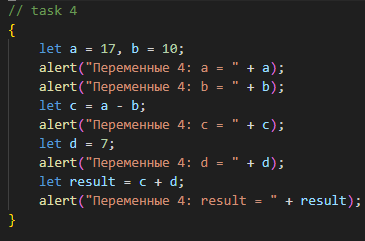 // task 4
{
let a = 17, b = 10;
alert("Переменные 4: a = " + a);
alert("Переменные 4: b = " + b);
let c = a - b;
alert("Переменные 4: c = " + c);
let d = 7;
alert("Переменные 4: d = " + d);
let result = c + d;
alert("Переменные 4: result = " + result);
}